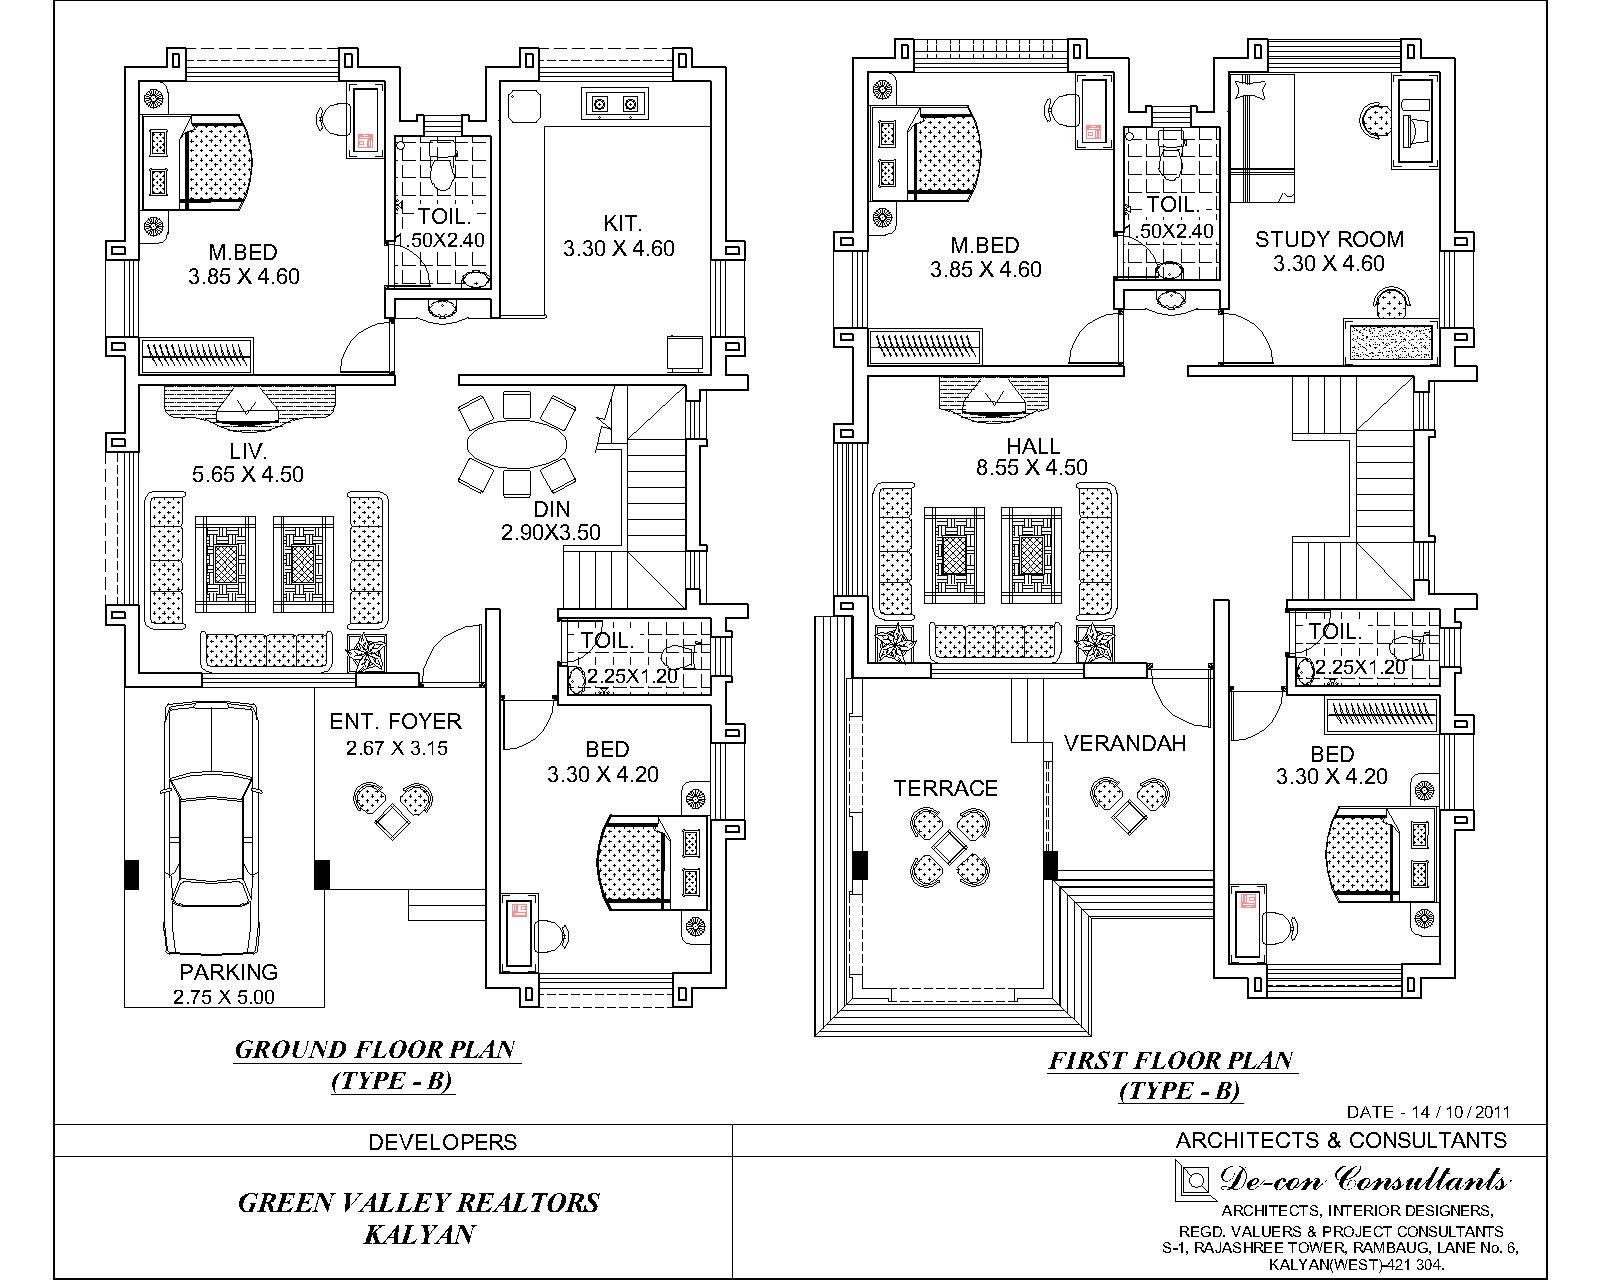 M.BED
3.85 X 4.60
TOIL.
.50X2.40
KIT.
3.30 X 4.60
LIV.
5.65 X 4.50
DIN
2.90X3.50
TOIL.
2.25X1.20
ENT. FOYER
2.67 X 3.15
BED
3.30 X 4.20
PARKING
2.75 X 5.00
GROUND FLOOR PLAN
(TYPE - B)
M.BED
3.85 X 4.60
TOIL.
.50X2.40
STUDY ROOM
3.30 X 4.60
HALL
8.55 X 4.50
TOIL.
2.25X1.20
VERANDAH
TERRACE
BED
3.30 X 4.20
FIRST FLOOR PLAN
(TYPE - B)
DATE - 14 / 10 / 2011
DEVELOPERS
GREEN VALLEY REALTORS
KALYAN
ARCHITECTS & CONSULTANTS
De-con Consultants
ARCHITECTS, INTERIOR DESIGNERS,
REGD. VALUERS & PROJECT CONSULTANTS
S-1, RAJASHREE TOWER, RAMBAUG, LANE No. 6,
KALYAN(WEST)-421 304.